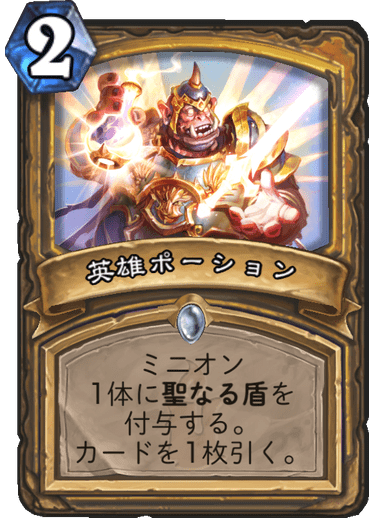 2
英雄ポーション
ミニオン
1体に聖なる盾を
付与する。
カードを1枚引く。